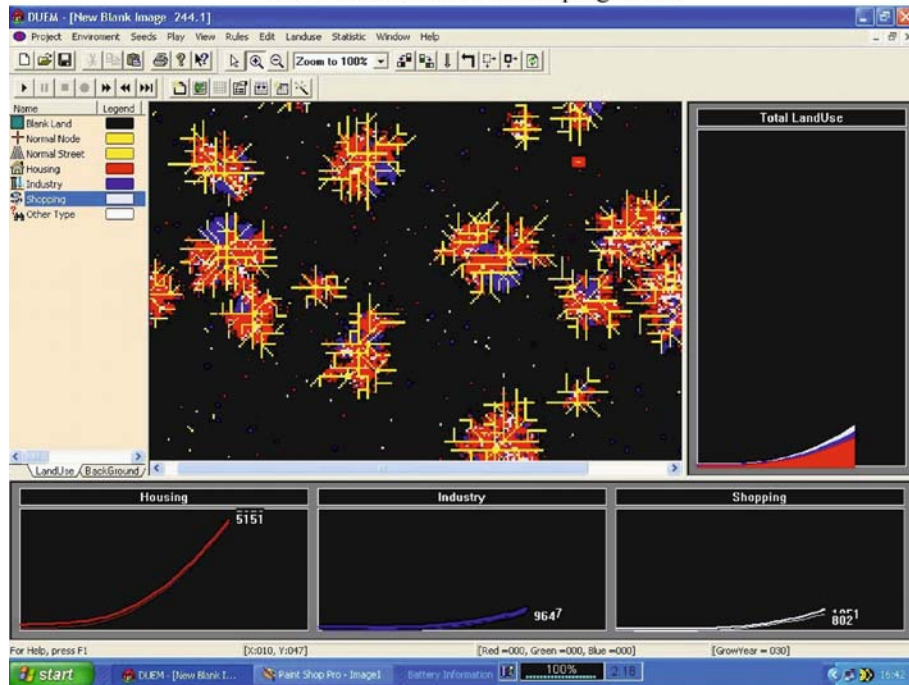 DUEM - [New Blank Image 244.1]
Project Enviroment Seeds Play View Rules Edit Landuse Statistic Window Help
Zoom to 100%
Name Legend
Blank Land
Normal Node
Normal Street
Housing
Industry
Shopping
Other Type
Total LandUse
LandUse BackGround
Housing Industry Shopping
5151
9647
802
For Help, press F1 [X:010, Y:047] [Red =000, Green =000, Blue =000] [GrowYear = 030]
start DUEM - [New Blank I... Paint Shop Pro - Image1 Battery Information 100% 2:18 16:42